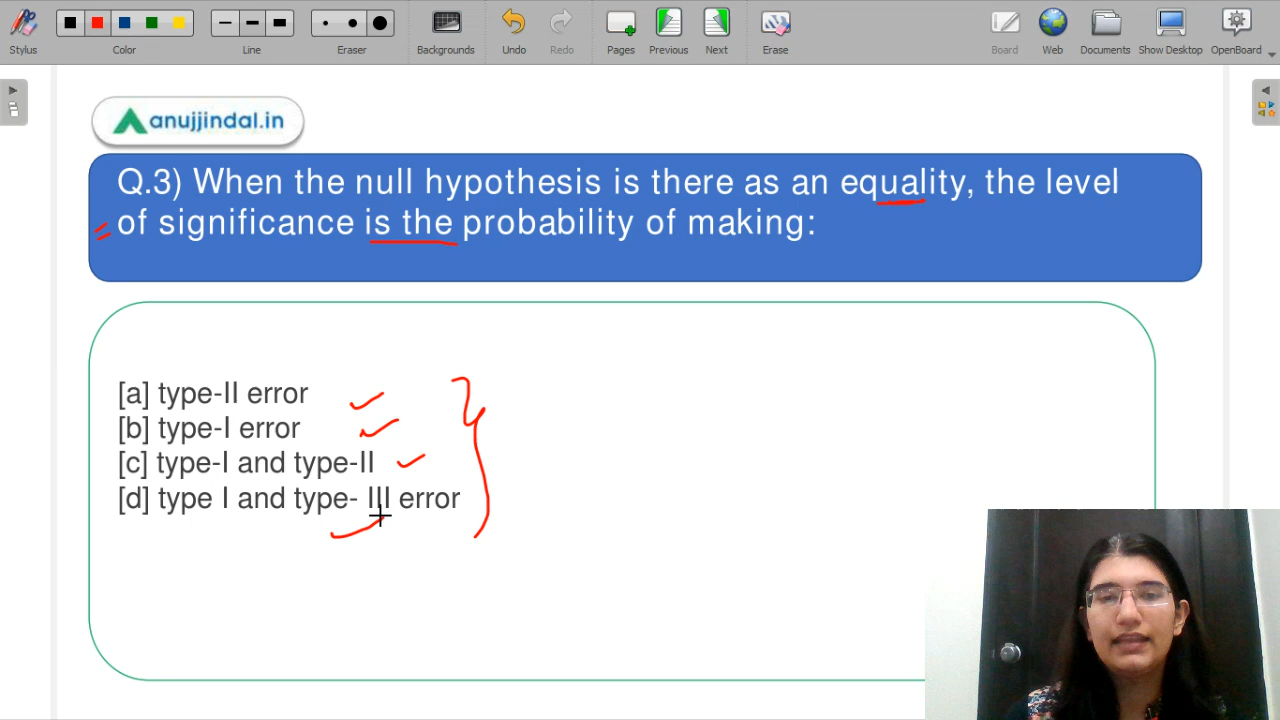 Stylus
Color
Line
Eraser
Backgrounds
Undo
Redo
Pages
Previous
Next
Erase
Board
Web
Documents
Show Desktop
OpenBoard
anujjindal.in
Q.3) When the null hypothesis is there as an equality, the level
of significance is the probability of making:
[a] type-II error
[b] type-I error
[c] type-I and type-II
[d] type I and type- III error